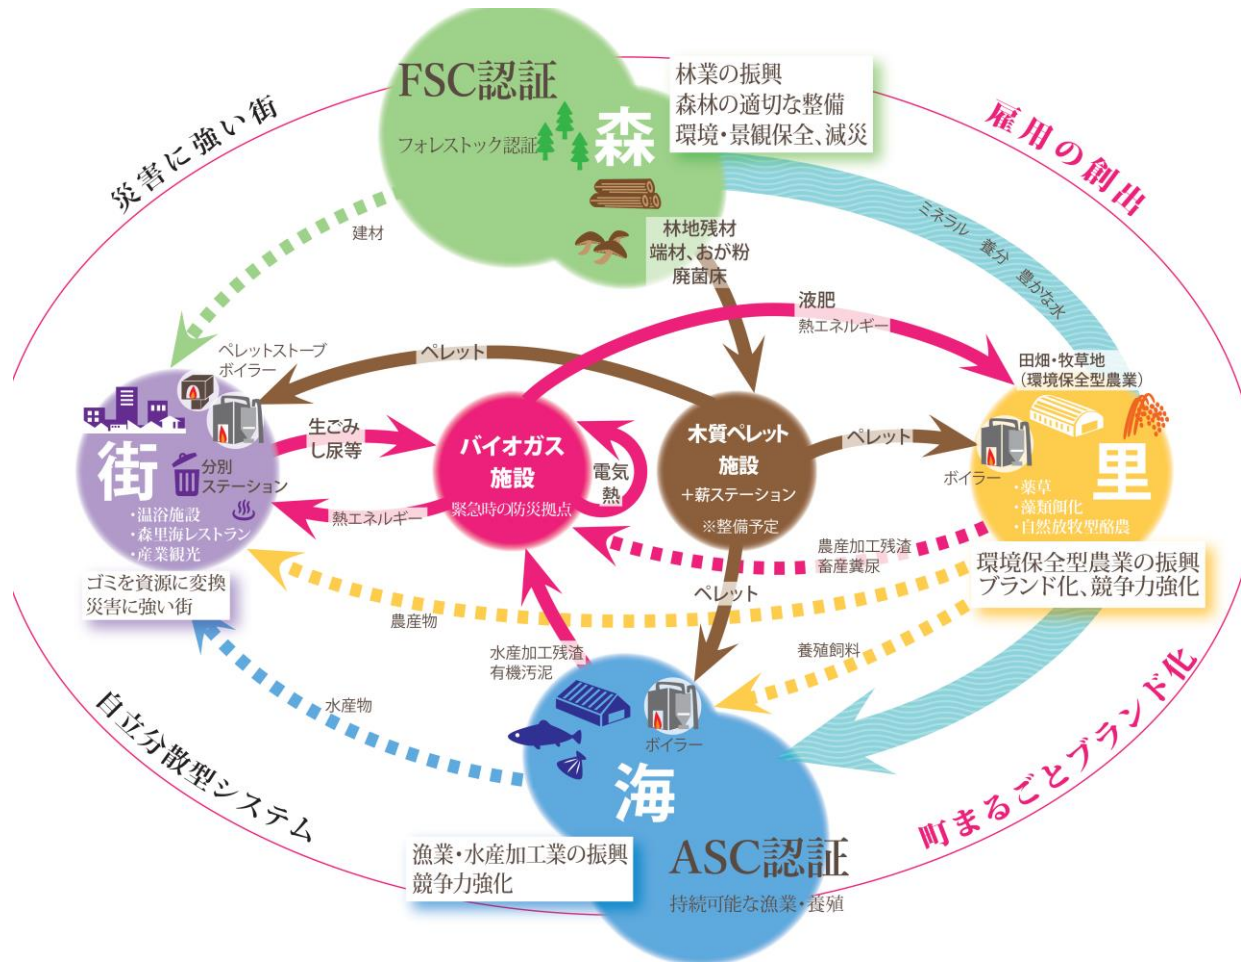 災害に強い街
雇用の創出
FSC認証
フォレストック認証
森
林業の振興
森林の適切な整備
環境・景観保全、減災
ミネラル 養分 豊かな水
林地残材
端材、おが粉
廃菌床
建材
液肥
熱エネルギー
ペレットストーブ
ボイラー
ペレット
田畑・牧草地
(環境保全型農業)
街
分別
ステーション
・温浴施設
・森里海レストラン
・産業観光
ゴミを資源に変換
災害に強い街
生ごみ
し尿等
熱エネルギー
バイオガス
施設
緊急時の防災拠点
電気
熱
木質ペレット
施設
＋薪ステーション
※整備予定
ペレット
ボイラー
里
・薬草
・藻類餌化
・自然放牧型酪農
環境保全型農業の振興
ブランド化、競争力強化
農産加工残渣
畜産糞尿
ペレット
農産物
養殖飼料
水産加工残渣
有機汚泥
水産物
ボイラー
海
ASC認証
持続可能な漁業・養殖
漁業・水産加工業の振興
競争力強化
自立分散型システム
町まるごとブランド化